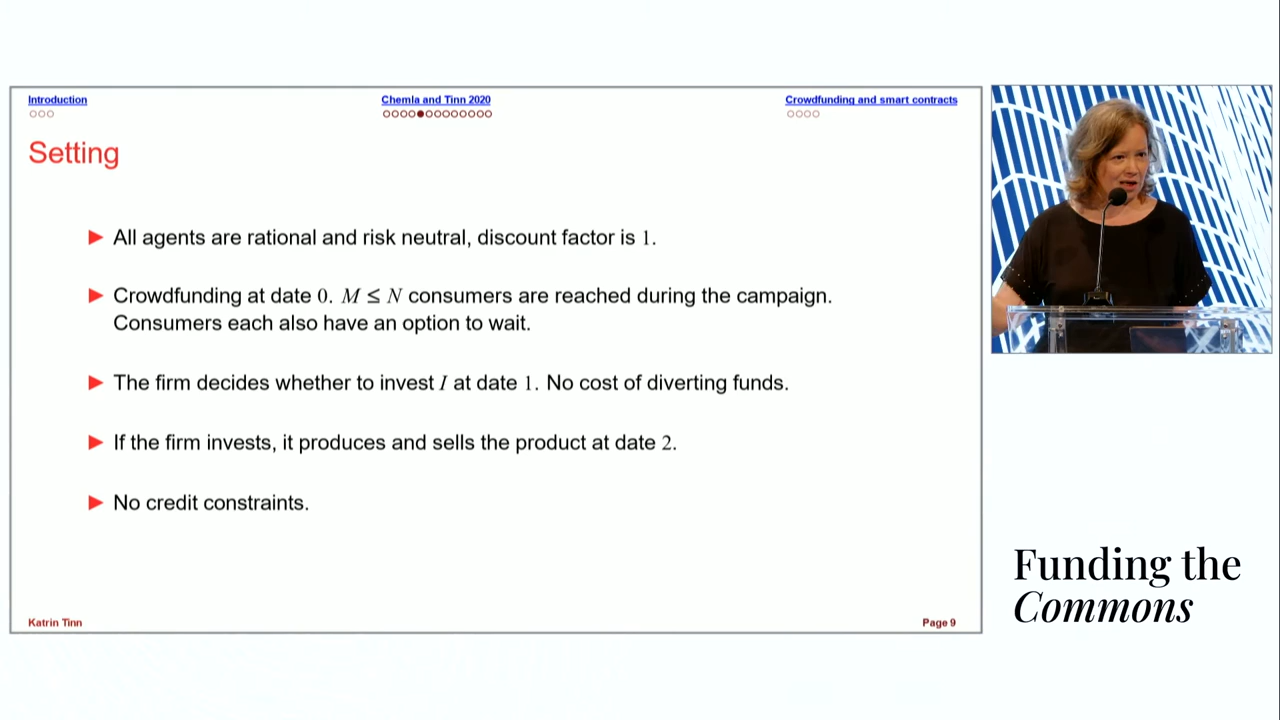 Introduction
Chemla and Tinn 2020
Crowdfunding and smart contracts
Setting
All agents are rational and risk neutral, discount factor is 1.
Crowdfunding at date 0. M ≤ N consumers are reached during the campaign.
Consumers each also have an option to wait.
The firm decides whether to invest I at date 1. No cost of diverting funds.
If the firm invests, it produces and sells the product at date 2.
No credit constraints.
Katrin Tinn
Page 9
Funding the
Commons